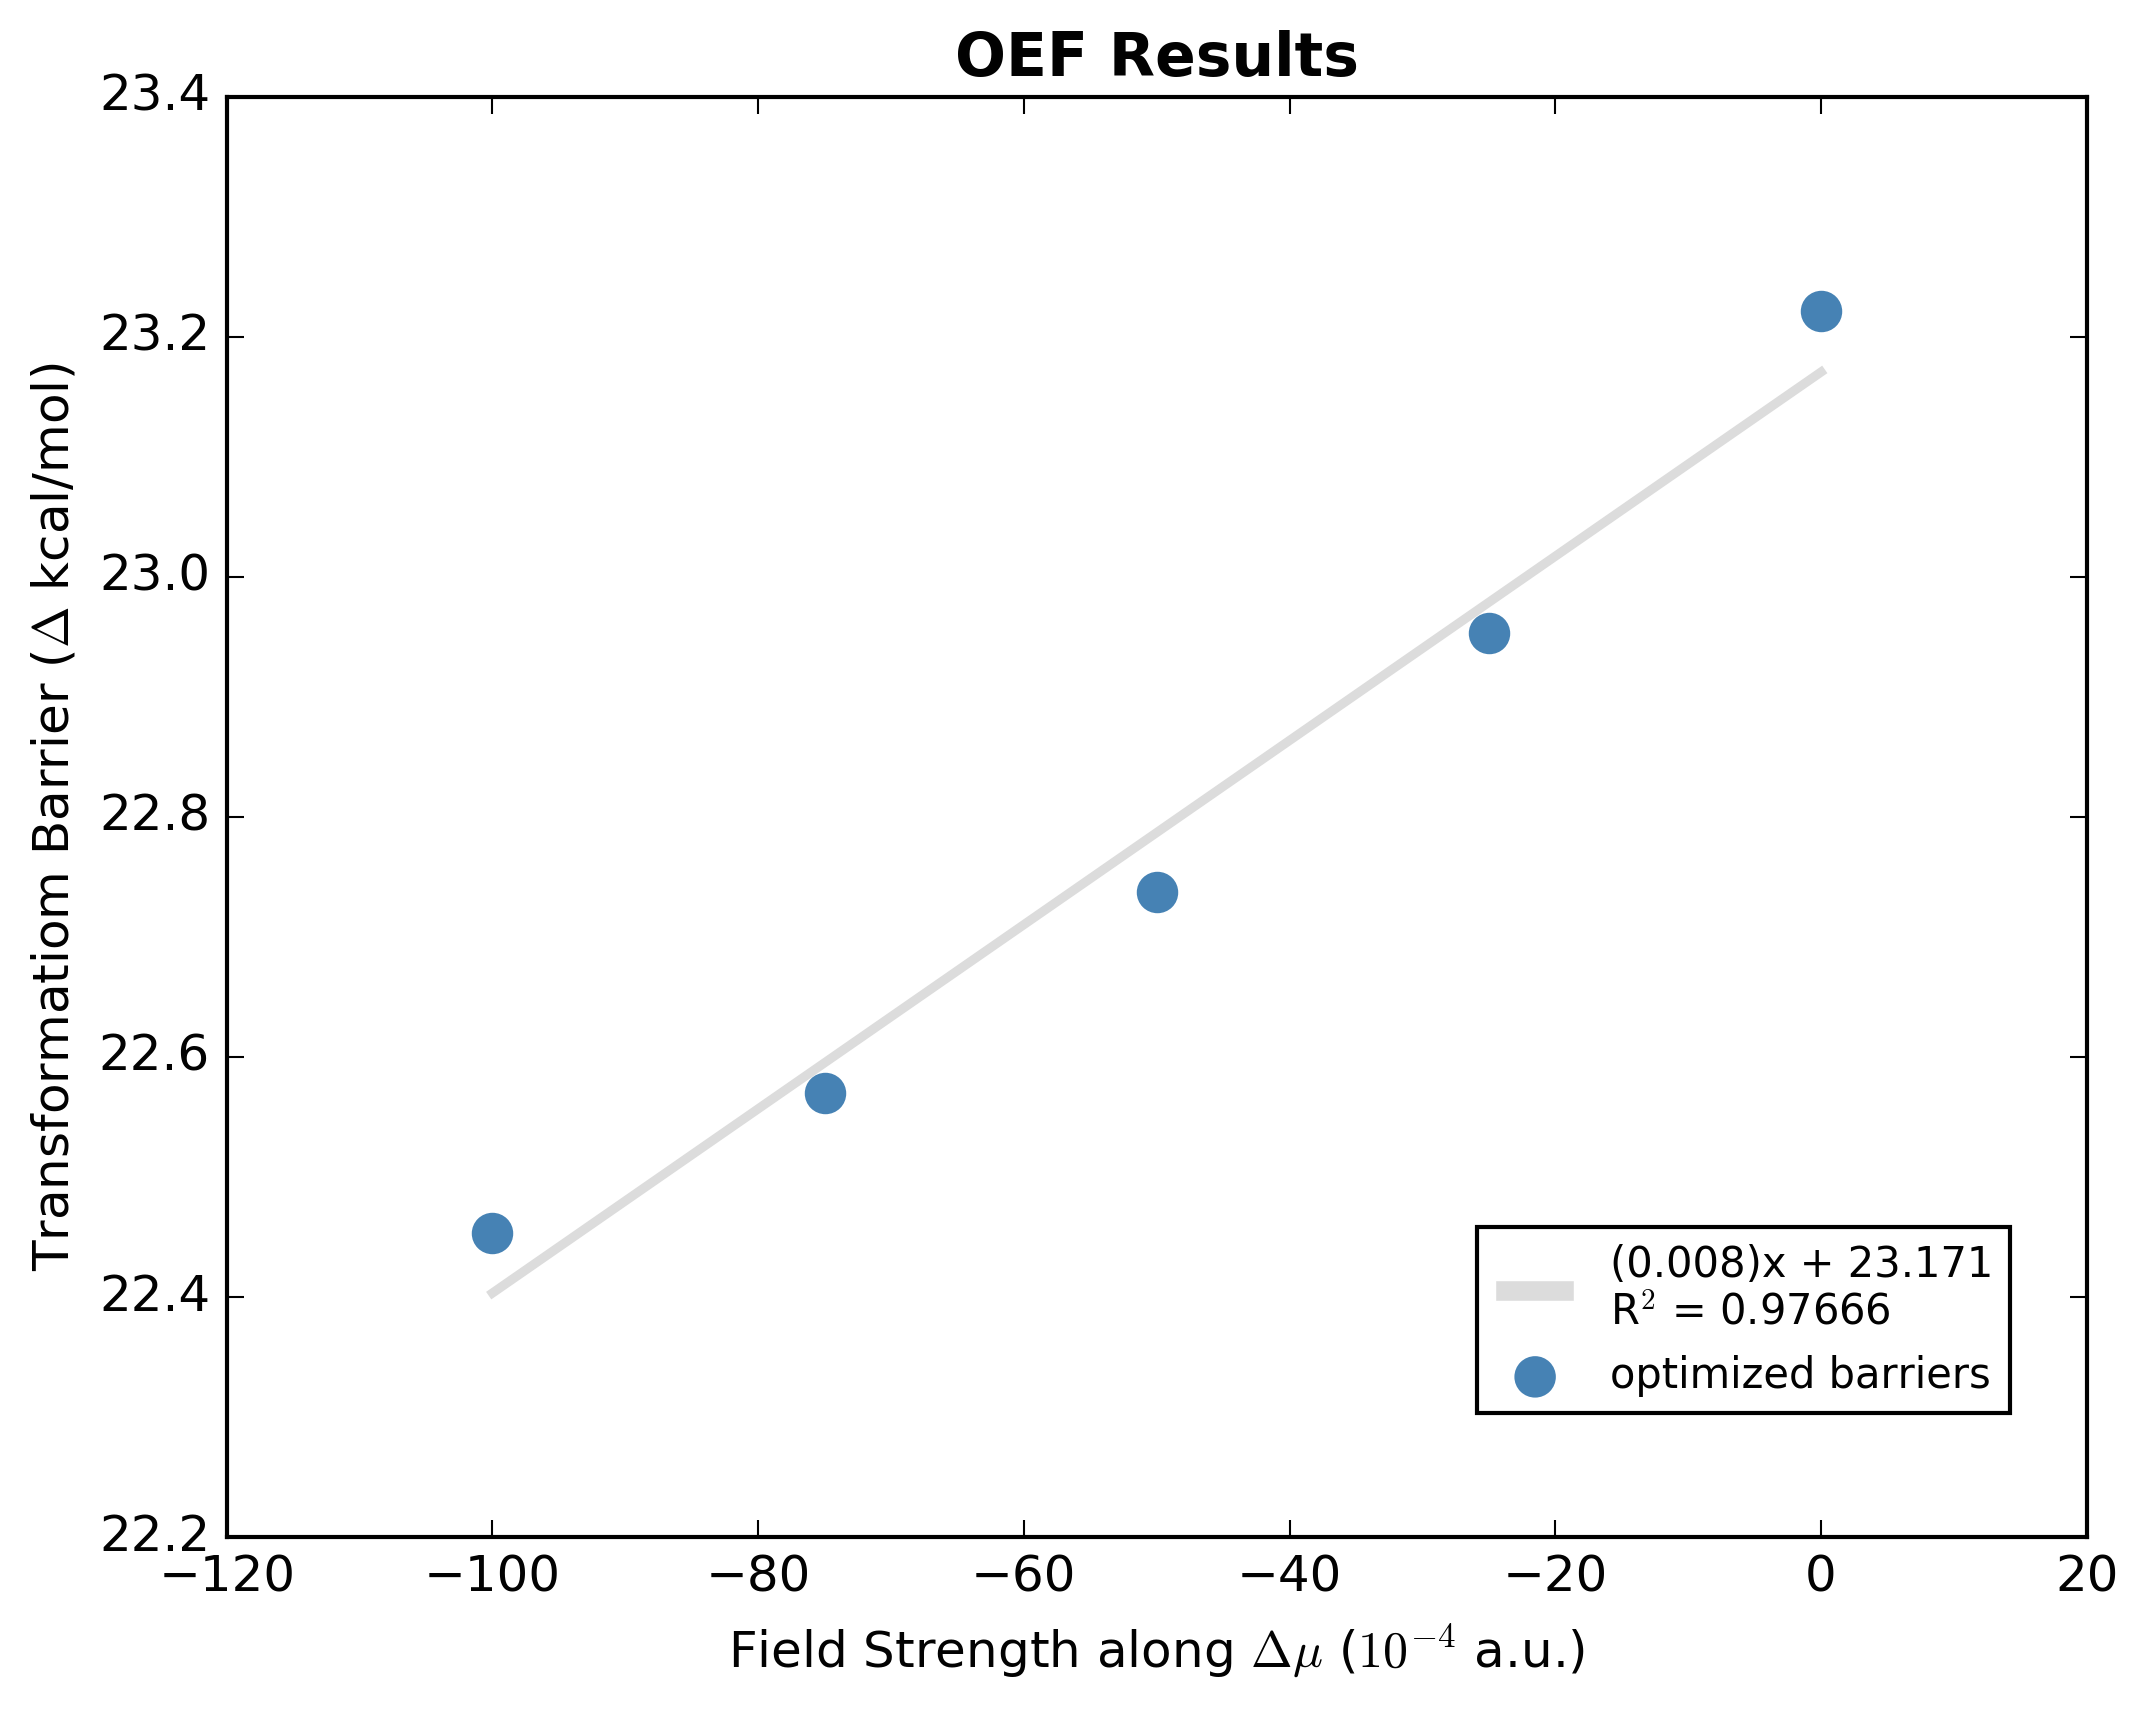 OEF Results
Transformation Barrier (Δ kcal/mol)
23.4
23.2
23.0
22.8
22.6
22.4
22.2
−120 −100 −80 −60 −40 −20 0 20
Field Strength along Δμ (10⁻⁴ a.u.)
(0.008)x + 23.171
R² = 0.97666
optimized barriers